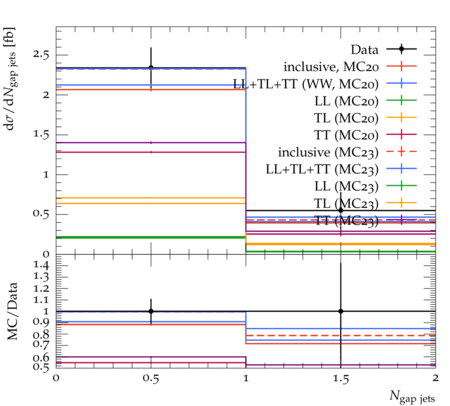 dσ/dN_gap jets [fb]
2.5
2
1.5
1
0.5
0
Data
inclusive, MC20
LL+TL+TT (WW, MC20)
LL (MC20)
TL (MC20)
TT (MC20)
inclusive (MC23)
LL+TL+TT (MC23)
LL (MC23)
TL (MC23)
TT (MC23)
MC/Data
1.4
1.3
1.2
1.1
1
0.9
0.8
0.7
0.6
0.5
0
0.5
1
1.5
2
N_gap jets